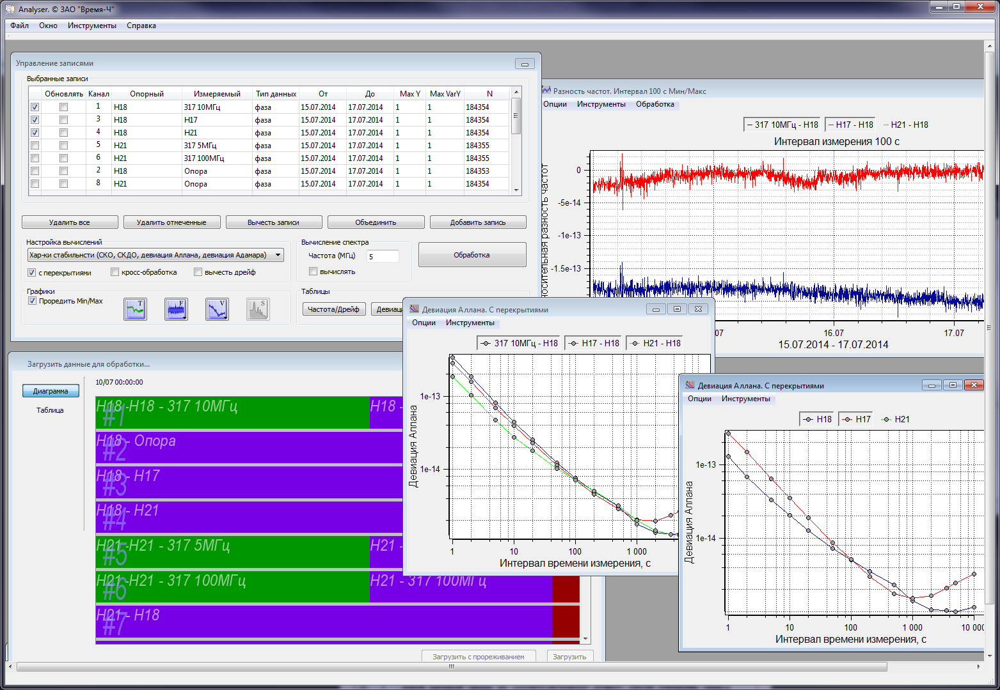 Analyser. © ЗАО "Время-Ч"
Файл Окно Инструменты Справка
Управление записями
Выбранные записи
Обновлять Канал Опорный Измеряемый Тип данных От До Max Y Max VarY N
1 H18 317 10МГц фаза 15.07.2014 17.07.2014 1 1 184354
3 H18 H17 фаза 15.07.2014 17.07.2014 1 1 184354
4 H18 H21 фаза 15.07.2014 17.07.2014 1 1 184354
5 H21 317 5МГц фаза 15.07.2014 17.07.2014 1 1 184355
6 H21 317 100МГц фаза 15.07.2014 17.07.2014 1 1 184355
2 H18 Опора фаза 15.07.2014 17.07.2014 1 1 184353
8 H21 Опора фаза 15.07.2014 17.07.2014 1 1 184354
Удалить все Удалить отмеченные Вычесть записи Объединить Добавить запись
Настройка вычислений
Хар-ки стабильнсти (СКО, СКДО, девиация Аллана, девиация Адамара)
с перекрытиями кросс-обработка вычесть дрейф
Вычисление спектра
Частота (МГц) 5
вычислять
Обработка
Графики
Проредить Min/Max
T F V S
Таблицы
Частота/Дрейф Девиац
Разность частот. Интервал 100 с Мин/Макс
Опции Инструменты Обработка
317 10МГц - H18 H17 - H18 H21 - H18
Интервал измерения 100 с
носительная разность частот
0
-5e-14
-1e-13
-1.5e-13
07 16.07 17.07
15.07.2014 - 17.07.2014
Загрузить данные для обработки...
Диаграмма
Таблица
10/07 00:00:00
#1 H18 -H18 - 317 10МГц H18 -
#2 H18 - Опора
#3 H18 - H17
#4 H18 - H21
#5 H21 -H21 - 317 5МГц H21 -
#6 H21 -H21 - 317 100МГц H21 - 317 100МГц
#7 H21 - H18
Загрузить с прореживанием Загрузить
Девиация Аллана. С перекрытиями
Опции Инструменты
317 10МГц - H18 H17 - H18 H21 - H18
Девиация Аллана
1e-13
1e-14
1 10 100 1 000
Интервал времени измерения, с
Девиация Аллана. С перекрытиями
Опции Инструменты
H18 H17 H21
Девиация Аллана
1e-13
1e-14
1 10 100 1 000 10 000
Интервал времени измерения, с